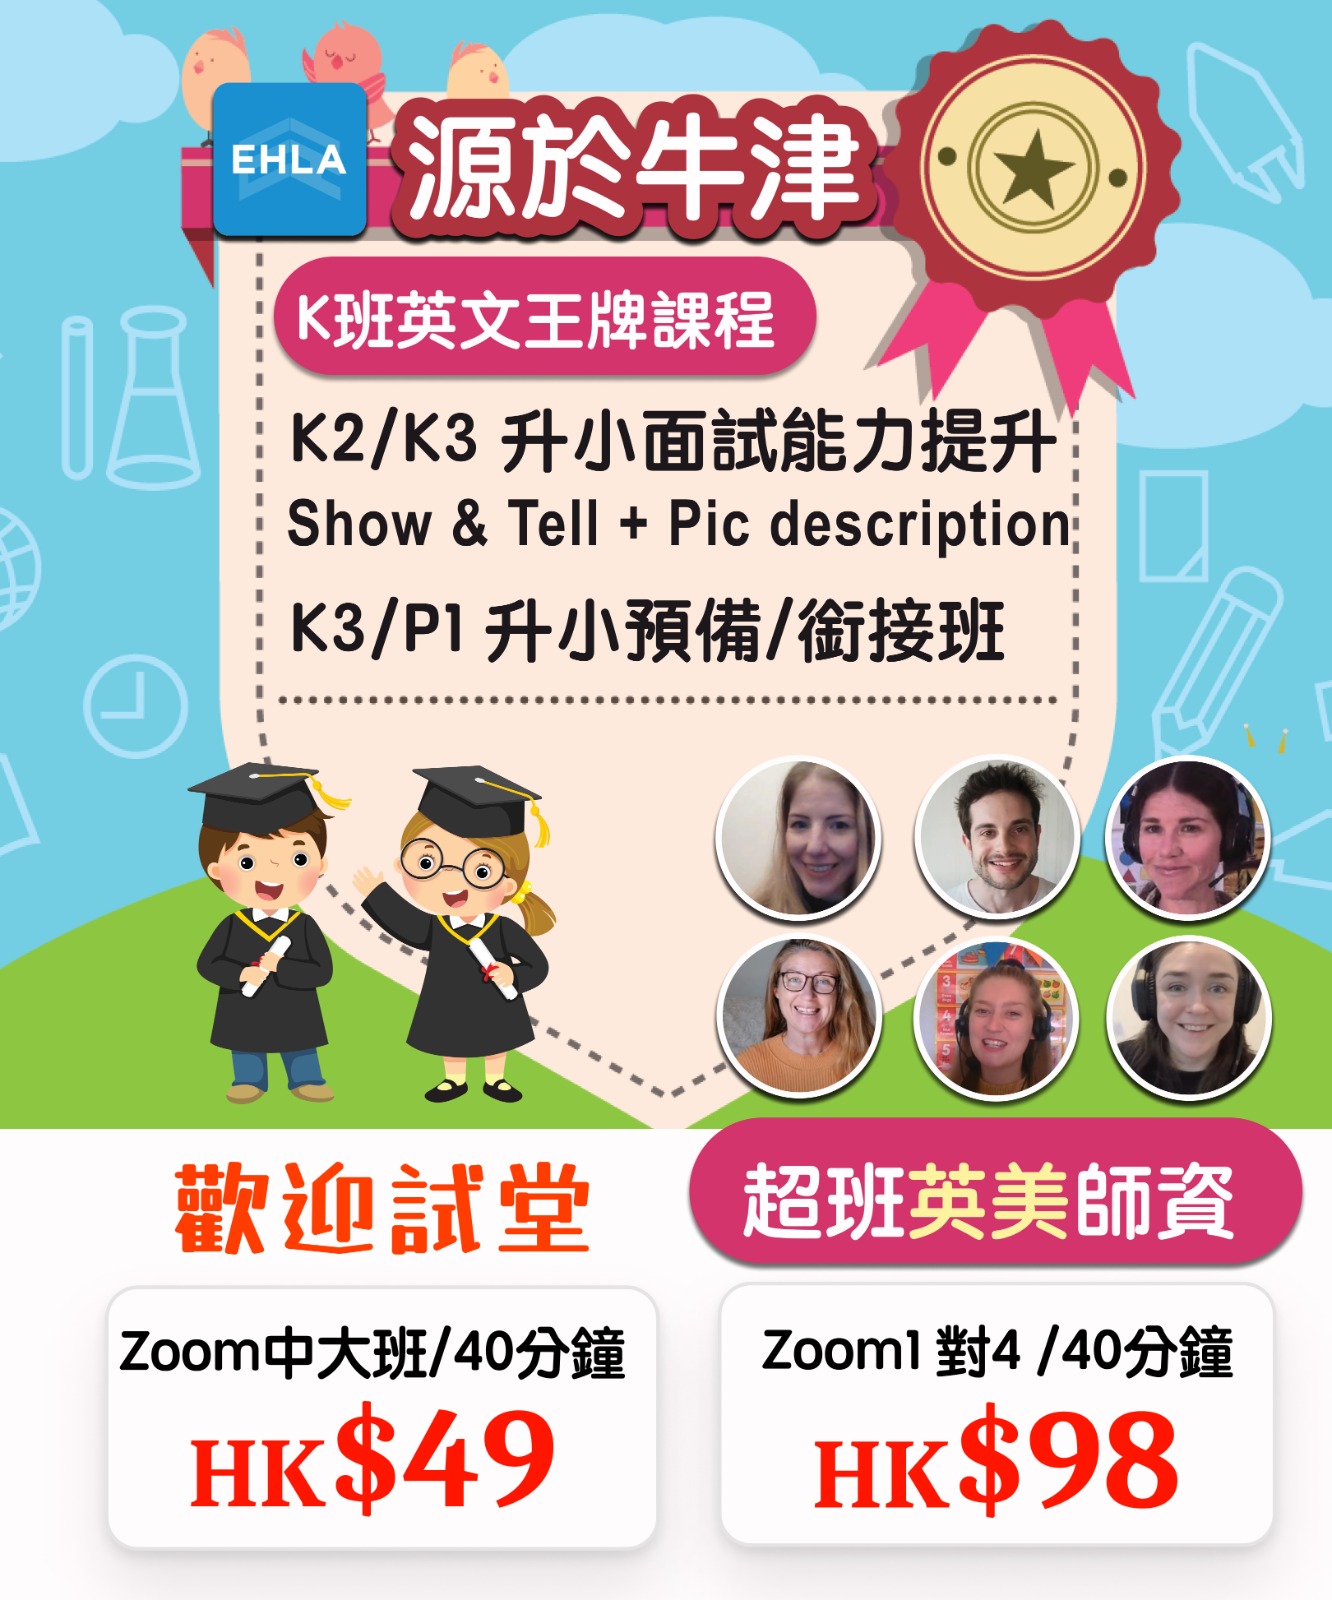 EHLA
源於牛津
K班英文王牌課程
K2/K3 升小面試能力提升
Show & Tell + Pic description
K3/P1 升小預備/銜接班
3
4
5
歡迎試堂
超班英美師資
Zoom中大班/40分鐘
HK$49
Zoom1 對4 /40分鐘
HK$98